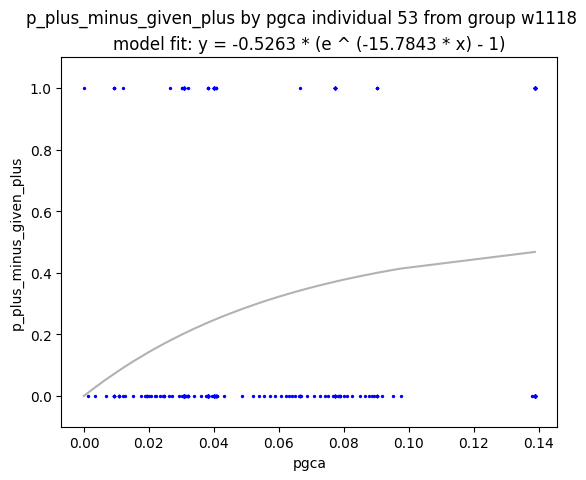 p_plus_minus_given_plus by pgca individual 53 from group w1118
model fit: y = -0.5263 * (e ^ (-15.7843 * x) - 1)
1.0
0.8
0.6
0.4
0.2
0.0
p_plus_minus_given_plus
0.00 0.02 0.04 0.06 0.08 0.10 0.12 0.14
pgca